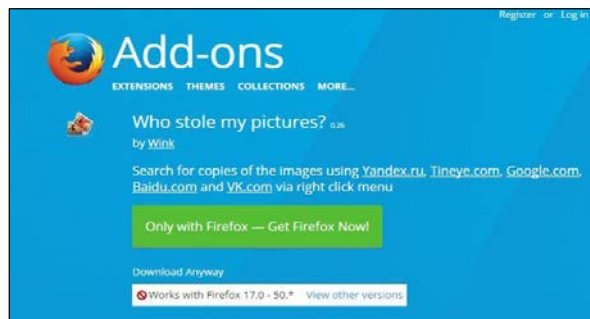 Register or Log in
Add-ons
EXTENSIONS THEMES COLLECTIONS MORE...
Who stole my pictures? 0.26
by Wink
Search for copies of the images using Yandex.ru, Tineye.com, Google.com,
Baidu.com and VK.com via right click menu
Only with Firefox — Get Firefox Now!
Download Anyway
Works with Firefox 17.0 - 50.* View other versions